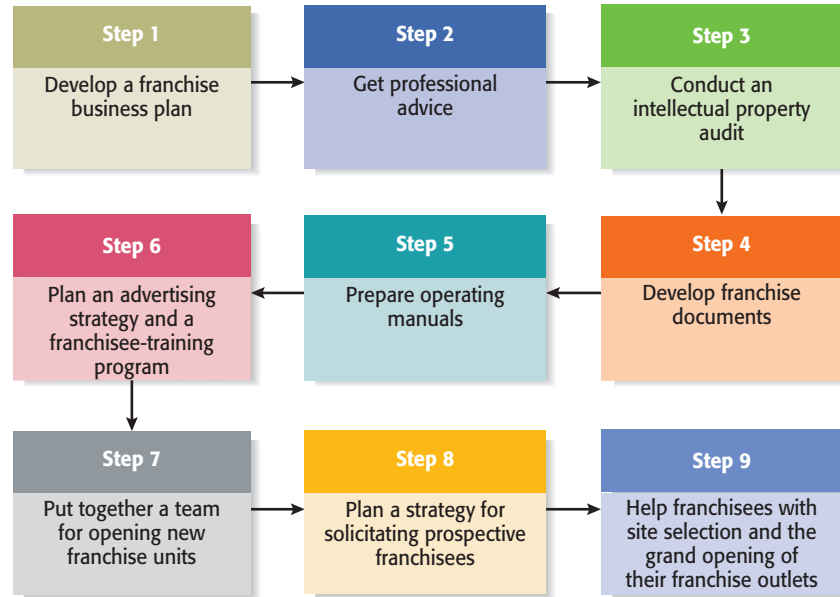 Step 1
Develop a franchise
business plan
Step 2
Get professional
advice
Step 3
Conduct an
intellectual property
audit
Step 4
Develop franchise
documents
Step 5
Prepare operating
manuals
Step 6
Plan an advertising
strategy and a
franchisee-training
program
Step 7
Put together a team
for opening new
franchise units
Step 8
Plan a strategy for
solicitating prospective
franchisees
Step 9
Help franchisees with
site selection and the
grand opening of
their franchise outlets